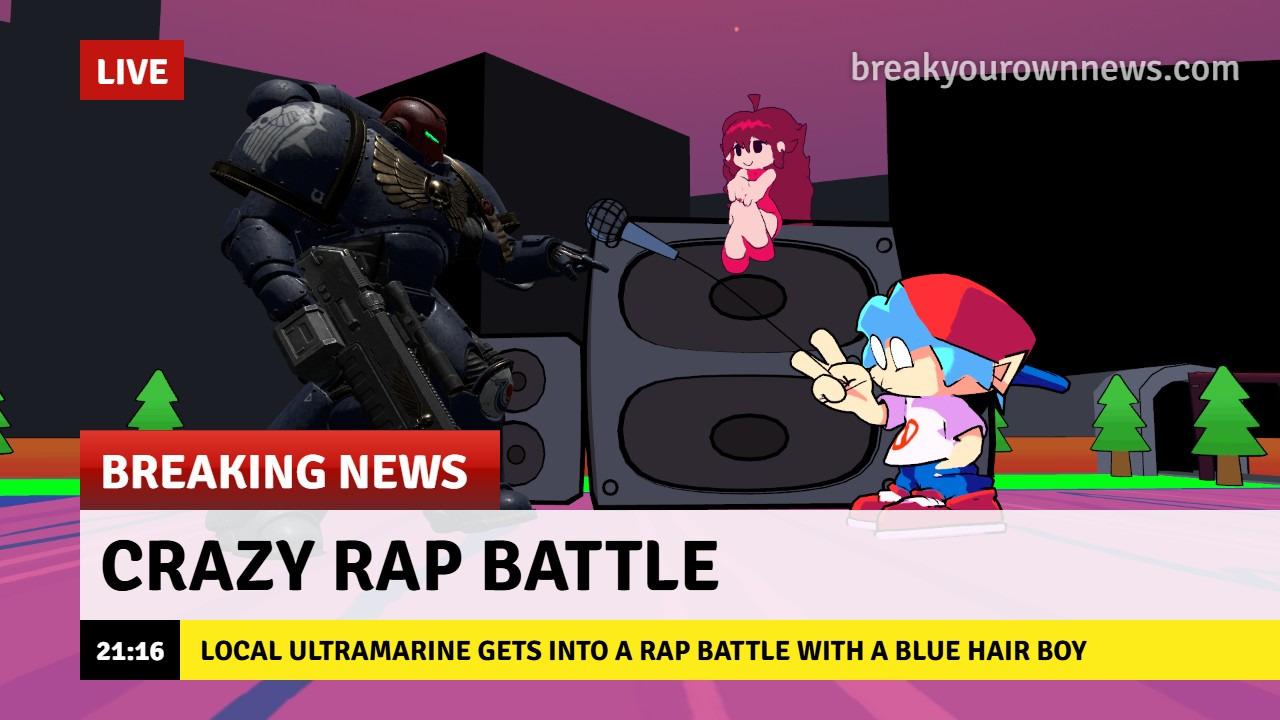 LIVE
breakyourownnews.com
BREAKING NEWS
CRAZY RAP BATTLE
21:16
LOCAL ULTRAMARINE GETS INTO A RAP BATTLE WITH A BLUE HAIR BOY